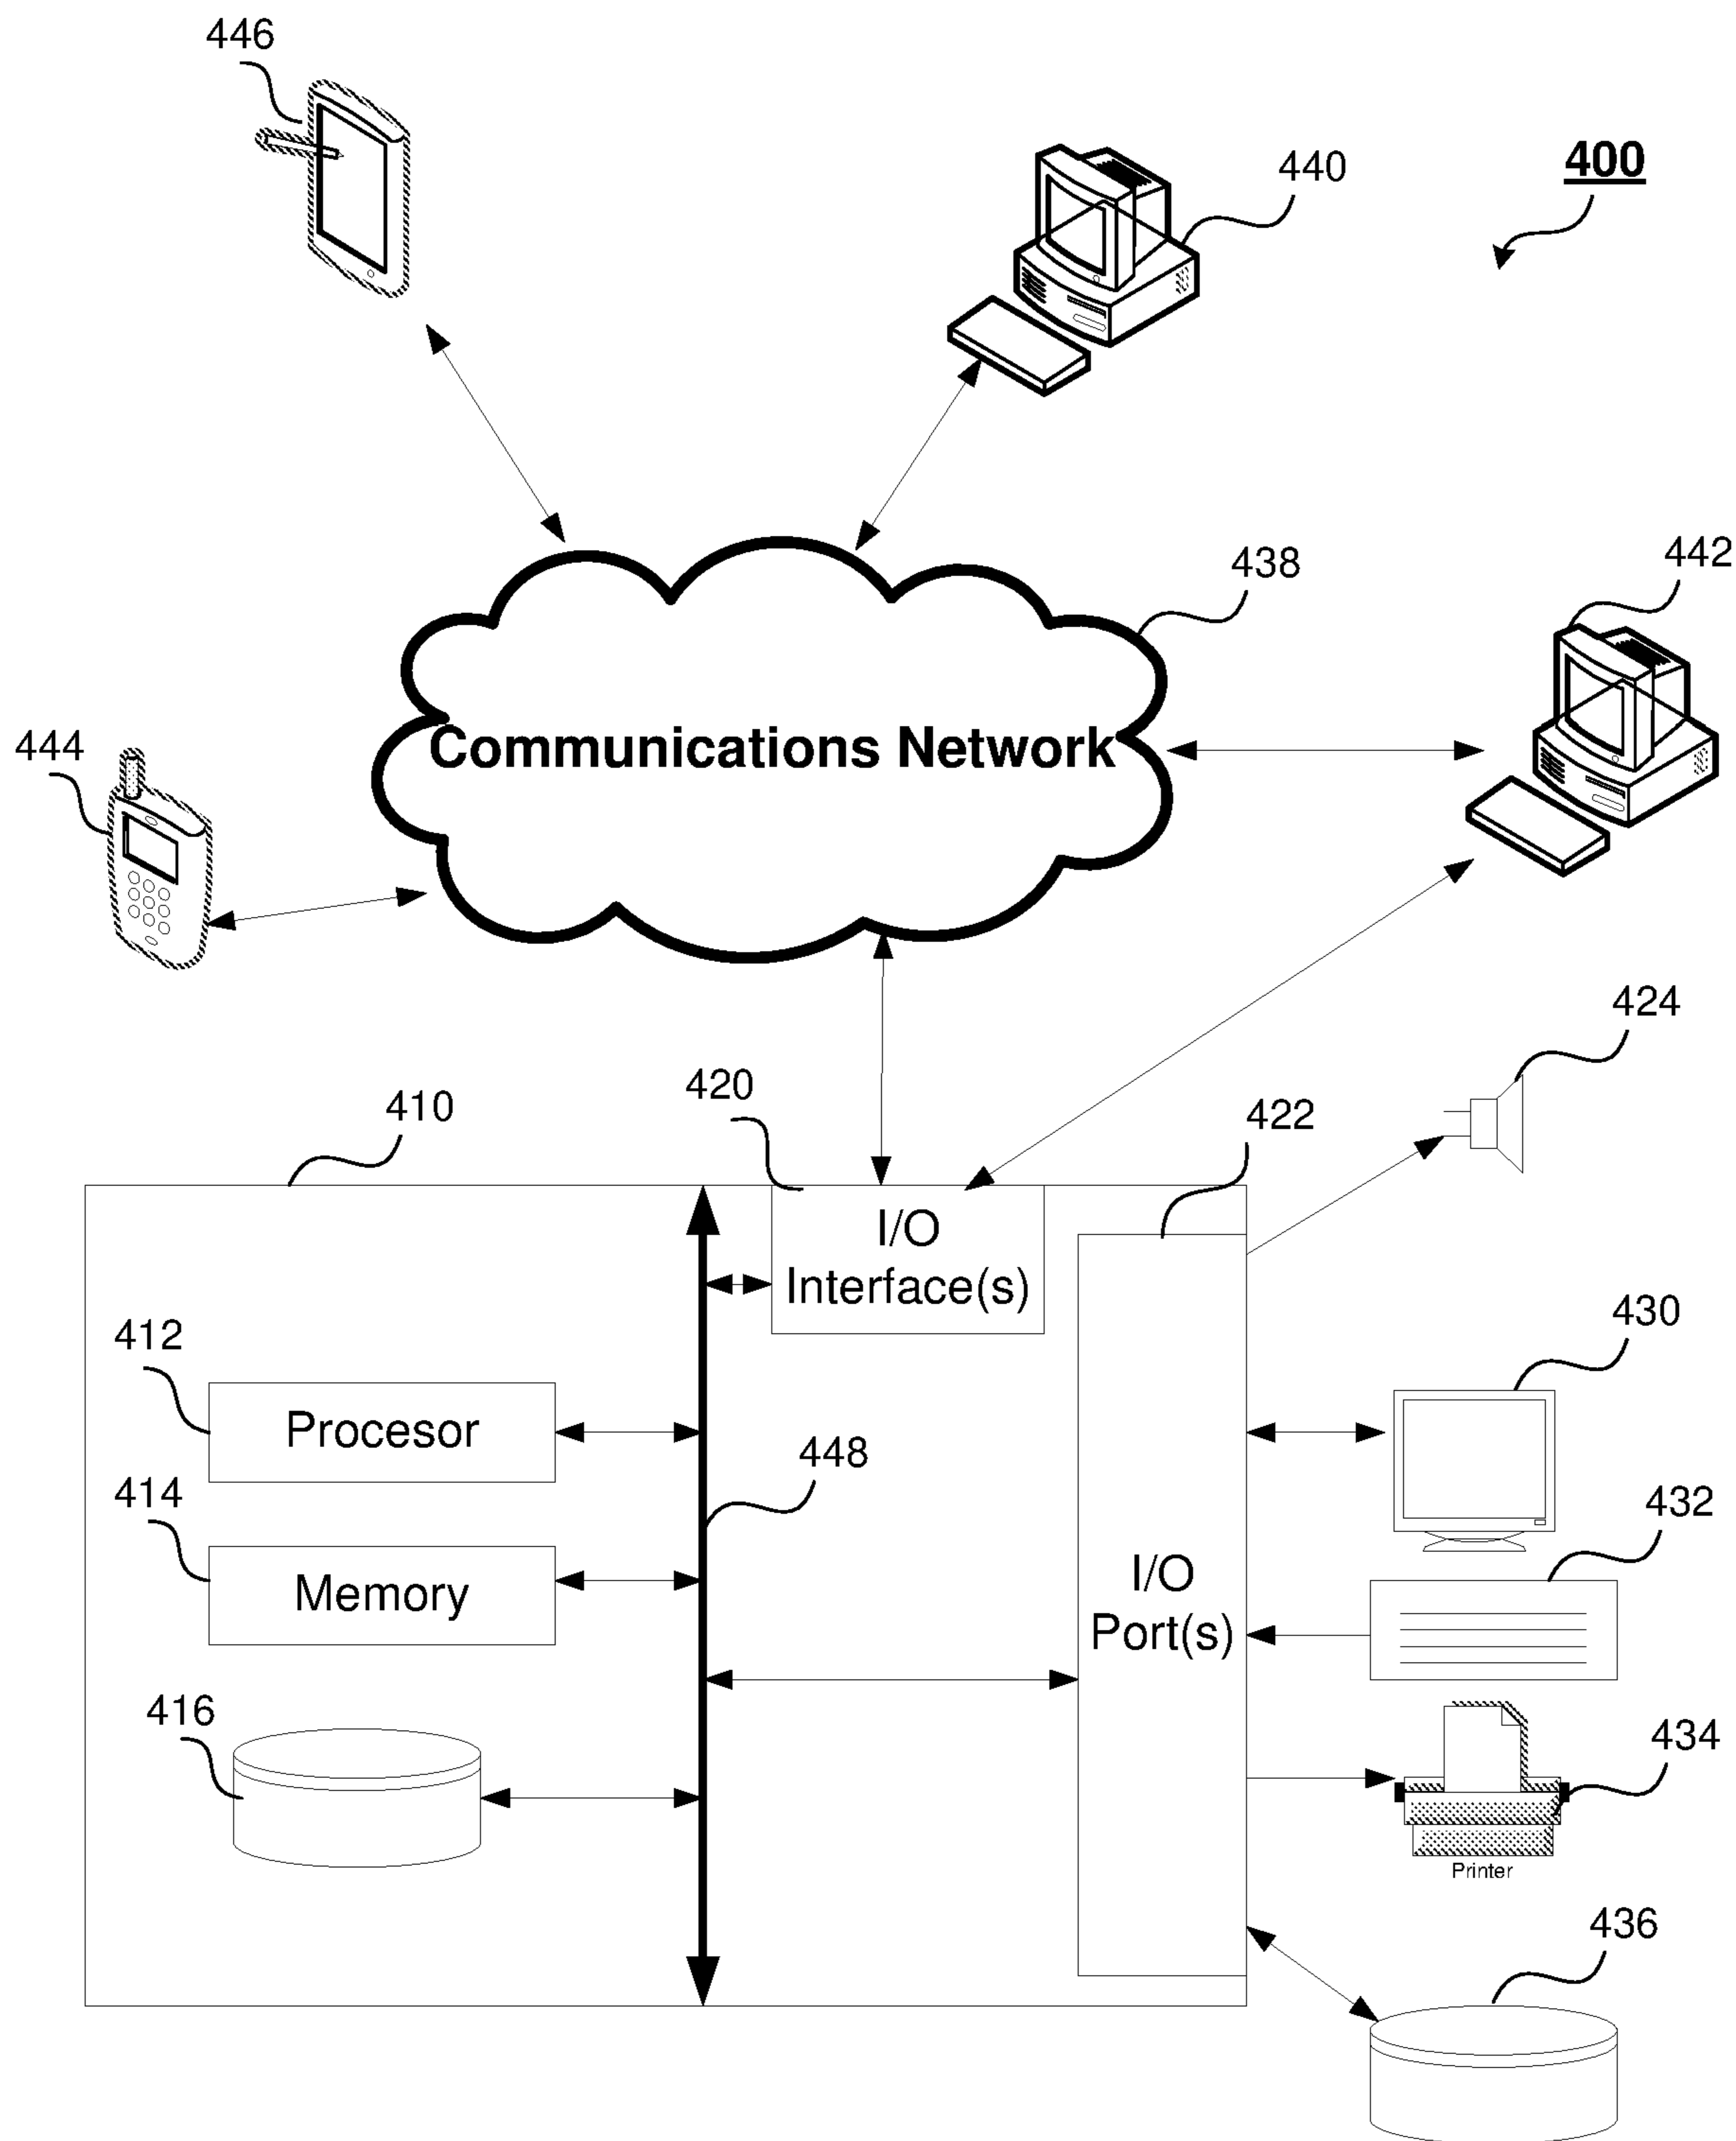 446
440
400
438
442
Communications Network
444
424
420
410
422
I/O
Interface(s)
430
412
Procesor
448
432
414
I/O
Port(s)
Memory
416
434
Printer
436